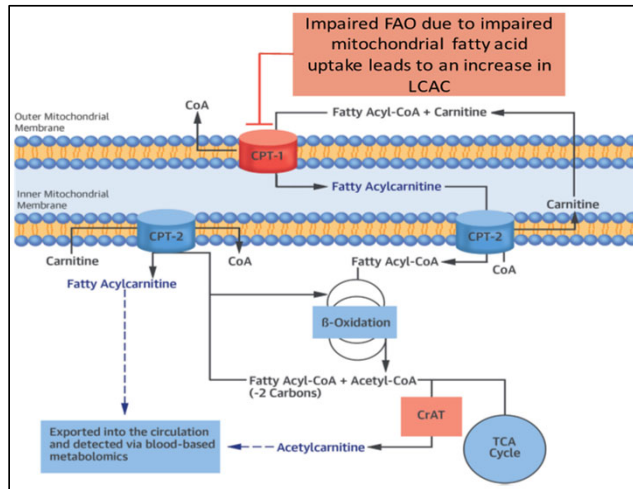 Impaired FAO due to impaired
mitochondrial fatty acid
uptake leads to an increase in
LCAC
CoA
Outer Mitochondrial
Membrane
Fatty Acyl-CoA + Carnitine
CPT-1
Inner Mitochondrial
Membrane
Fatty Acylcarnitine
Carnitine
CPT-2
CPT-2
Carnitine
CoA
Fatty Acyl-CoA
CoA
Fatty Acylcarnitine
ß-Oxidation
Fatty Acyl-CoA + Acetyl-CoA
(-2 Carbons)
CrAT
Exported into the circulation
and detected via blood-based
metabolomics
Acetylcarnitine
TCA
Cycle